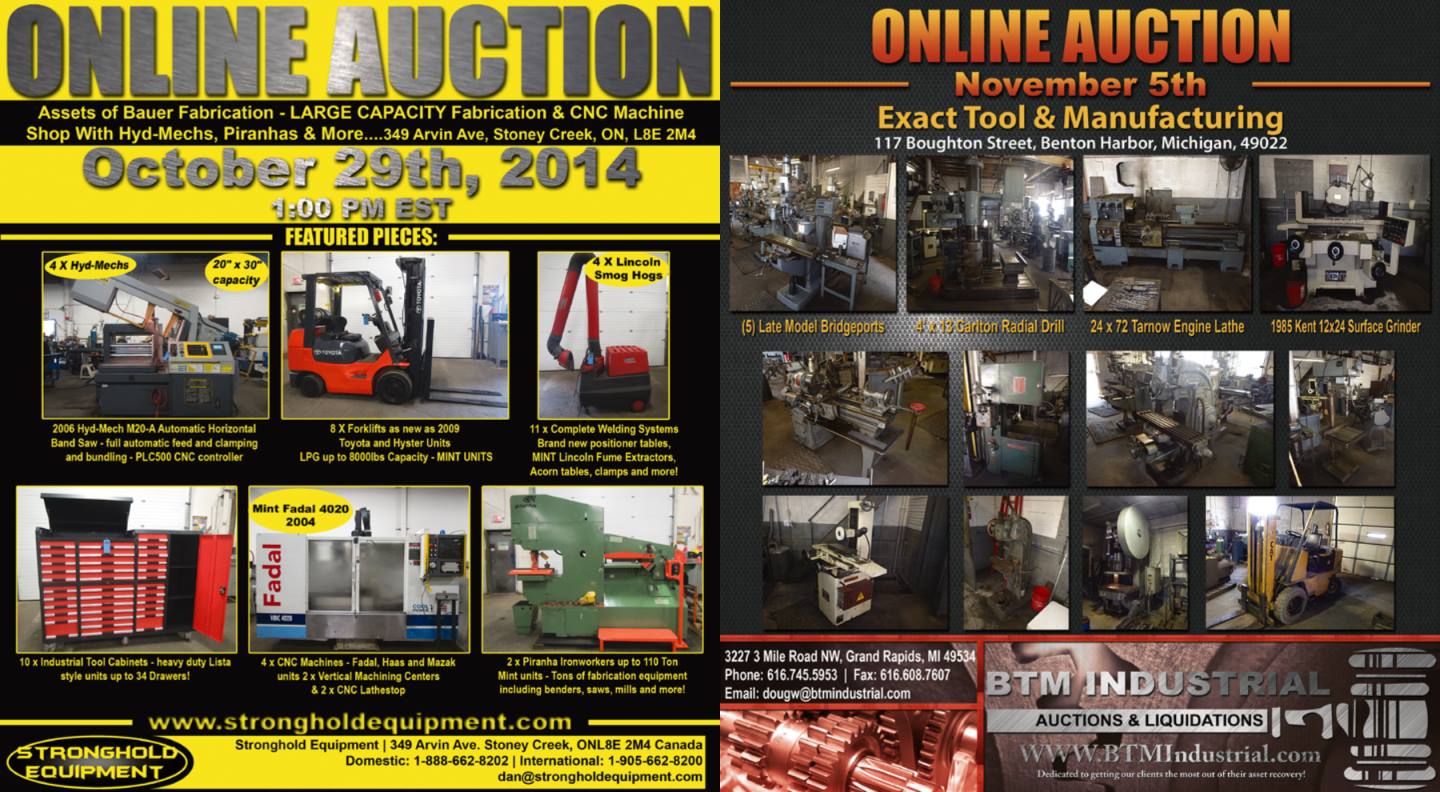 ONLINE AUCTION
Assets of Bauer Fabrication - LARGE CAPACITY Fabrication & CNC Machine
Shop With Hyd-Mechs, Piranhas & More....349 Arvin Ave, Stoney Creek, ON, L8E 2M4
October 29th, 2014
1:00 PM EST
FEATURED PIECES:
4 X Hyd-Mechs
20" x 30"
capacity
TOYOTA
TOYOTA
4 X Lincoln
Smog Hogs
2006 Hyd-Mech M20-A Automatic Horizontal
Band Saw - full automatic feed and clamping
and bundling - PLC500 CNC controller
8 X Forklifts as new as 2009
Toyota and Hyster Units
LPG up to 8000lbs Capacity - MINT UNITS
11 x Complete Welding Systems
Brand new positioner tables,
MINT Lincoln Fume Extractors,
Acorn tables, clamps and more!
Mint Fadal 4020
2004
Fadal
VMC 4020
10 x Industrial Tool Cabinets - heavy duty Lista
style units up to 34 Drawers!
4 x CNC Machines - Fadal, Haas and Mazak
units 2 x Vertical Machining Centers
& 2 x CNC Lathestop
2 x Piranha Ironworkers up to 110 Ton
Mint units - Tons of fabrication equipment
including benders, saws, mills and more!
www.strongholdequipment.com
STRONGHOLD
EQUIPMENT
Stronghold Equipment | 349 Arvin Ave. Stoney Creek, ONL8E 2M4 Canada
Domestic: 1-888-662-8202 | International: 1-905-662-8200
dan@strongholdequipment.com
ONLINE AUCTION
November 5th
Exact Tool & Manufacturing
117 Boughton Street, Benton Harbor, Michigan, 49022
(5) Late Model Bridgeports
4' x 13 Carlton Radial Drill
24 x 72 Tarnow Engine Lathe
1985 Kent 12x24 Surface Grinder
CAT
3227 3 Mile Road NW, Grand Rapids, MI 49534
Phone: 616.745.5953 | Fax: 616.608.7607
Email: dougw@btmindustrial.com
BTM INDUSTRIAL
AUCTIONS & LIQUIDATIONS
WWW.BTMIndustrial.com
Dedicated to getting our clients the most out of their asset recovery!